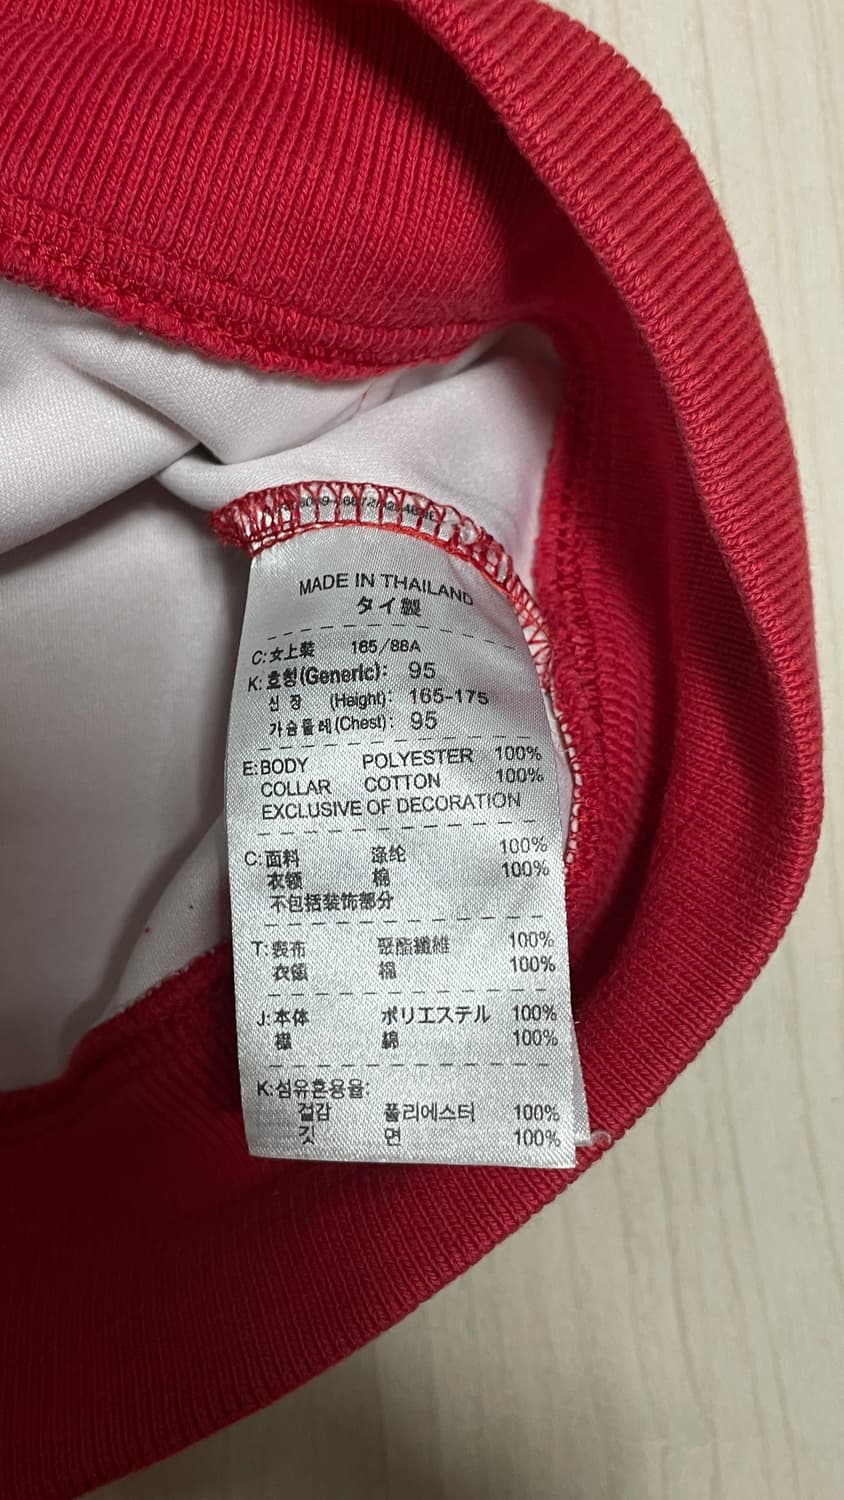 MADE IN THAILAND
タイ製
C:女上裝 165/88A
K:호칭(Generic): 95
신 장 (Height): 165-175
가슴둘레(Chest): 95
E:BODY POLYESTER 100%
COLLAR COTTON 100%
EXCLUSIVE OF DECORATION
C:面料 涤纶 100%
衣领 棉 100%
不包括装饰部分
T:表布 聚酯纖維 100%
衣領 棉 100%
J:本体 ポリエステル 100%
襟 綿 100%
K:섬유혼용율:
겉감 폴리에스터 100%
깃 면 100%